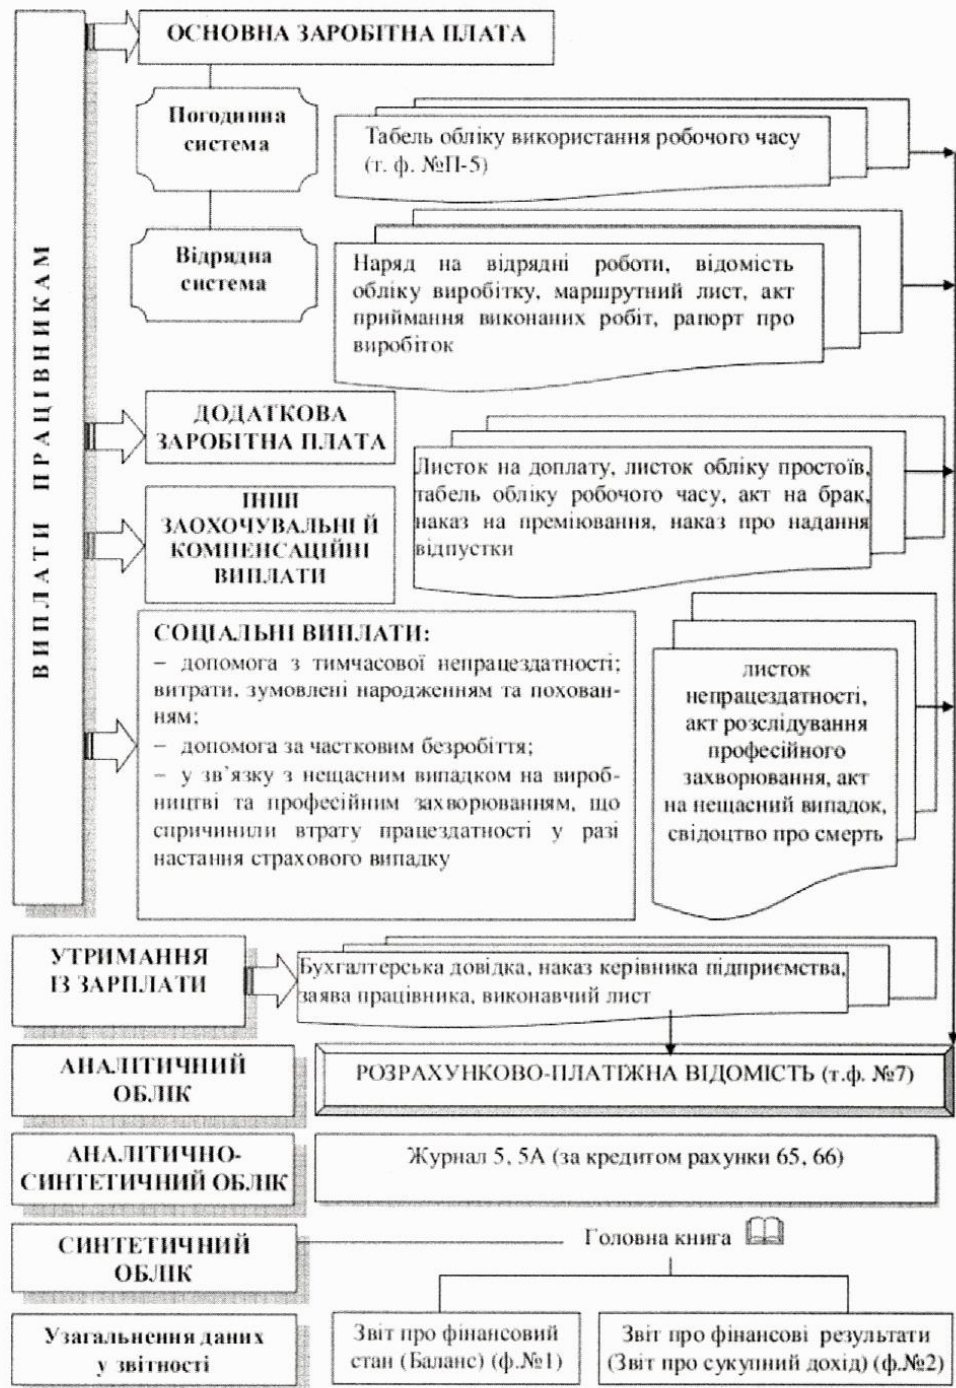 ВИПЛАТИ ПРАЦІВНИКАМ
ОСНОВНА ЗАРОБІТНА ПЛАТА
Погодинна
система
Табель обліку використання робочого часу
(т. ф. №П-5)
Відрядна
система
Наряд на відрядні роботи, відомість
обліку виробітку, маршрутний лист, акт
приймання виконаних робіт, рапорт про
виробіток
ДОДАТКОВА
ЗАРОБІТНА ПЛАТА
Листок на доплату, листок обліку простоїв,
табель обліку робочого часу, акт на брак,
наказ на преміювання, наказ про надання
відпустки
ІНШІ
ЗАОХОЧУВАЛЬНІ Й
КОМПЕНСАЦІЙНІ
ВИПЛАТИ
СОЦІАЛЬНІ ВИПЛАТИ:
– допомога з тимчасової непрацездатності;
витрати, зумовлені народженням та похован-
ням;
– допомога за частковим безробіття;
– у зв’язку з нещасним випадком на вироб-
ництві та професійним захворюванням, що
спричинили втрату працездатності у разі
настання страхового випадку
листок
непрацездатності,
акт розслідування
професійного
захворювання, акт
на нещасний випадок,
свідоцтво про смерть
УТРИМАННЯ
ІЗ ЗАРПЛАТИ
Бухгалтерська довідка, наказ керівника підприємства,
заява працівника, виконавчий лист
АНАЛІТИЧНИЙ
ОБЛІК
РОЗРАХУНКОВО-ПЛАТІЖНА ВІДОМІСТЬ (т.ф. №7)
АНАЛІТИЧНО-
СИНТЕТИЧНИЙ ОБЛІК
Журнал 5, 5А (за кредитом рахунки 65, 66)
СИНТЕТИЧНИЙ
ОБЛІК
Головна книга
Узагальнення даних
у звітності
Звіт про фінансовий
стан (Баланс) (ф.№1)
Звіт про фінансові результати
(Звіт про сукупний дохід) (ф.№2)